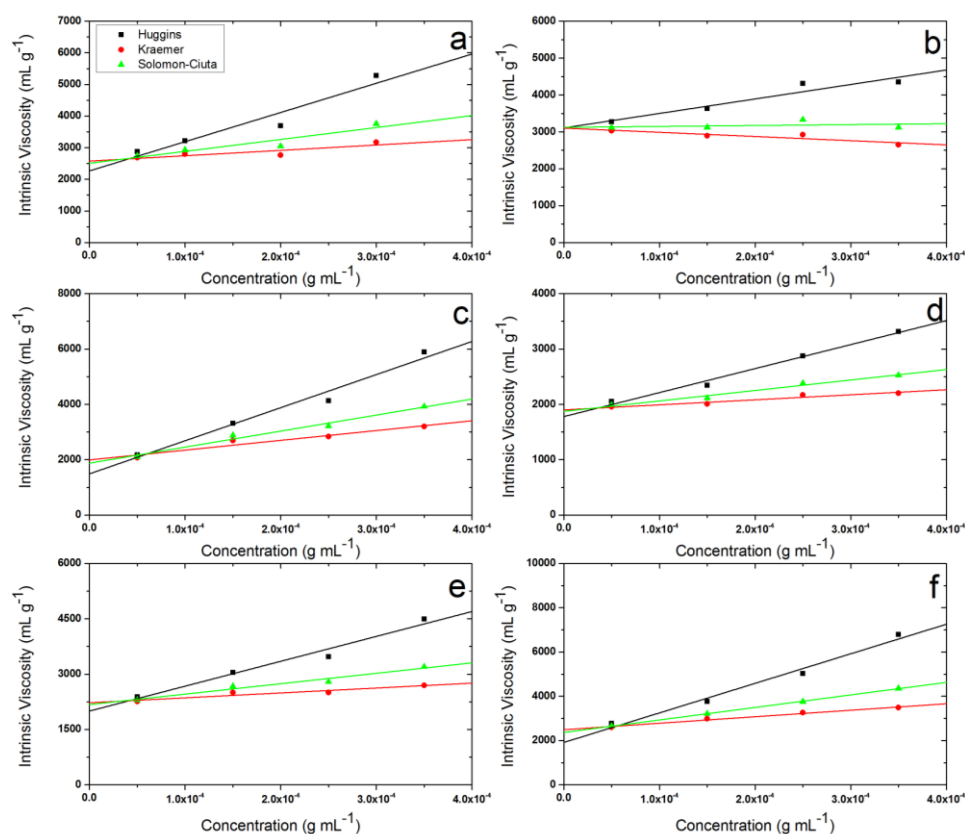 7000
6000
5000
4000
3000
2000
1000
0
Intrinsic Viscosity (mL g⁻¹)
Huggins
Kraemer
Solomon-Ciuta
a
0.0 1.0x10⁻⁴ 2.0x10⁻⁴ 3.0x10⁻⁴ 4.0x10⁻⁴
Concentration (g mL⁻¹)
6000
5000
4000
3000
2000
1000
0
Intrinsic Viscosity (mL g⁻¹)
b
0.0 1.0x10⁻⁴ 2.0x10⁻⁴ 3.0x10⁻⁴ 4.0x10⁻⁴
Concentration (g mL⁻¹)
8000
6000
4000
2000
0
Intrinsic Viscosity (mL g⁻¹)
c
0.0 1.0x10⁻⁴ 2.0x10⁻⁴ 3.0x10⁻⁴ 4.0x10⁻⁴
Concentration (g mL⁻¹)
4000
3000
2000
1000
0
Intrinsic Viscosity (mL g⁻¹)
d
0.0 1.0x10⁻⁴ 2.0x10⁻⁴ 3.0x10⁻⁴ 4.0x10⁻⁴
Concentration (g mL⁻¹)
6000
4500
3000
1500
0
Intrinsic Viscosity (mL g⁻¹)
e
0.0 1.0x10⁻⁴ 2.0x10⁻⁴ 3.0x10⁻⁴ 4.0x10⁻⁴
Concentration (g mL⁻¹)
10000
8000
6000
4000
2000
0
Intrinsic Viscosity (mL g⁻¹)
f
0.0 1.0x10⁻⁴ 2.0x10⁻⁴ 3.0x10⁻⁴ 4.0x10⁻⁴
Concentration (g mL⁻¹)